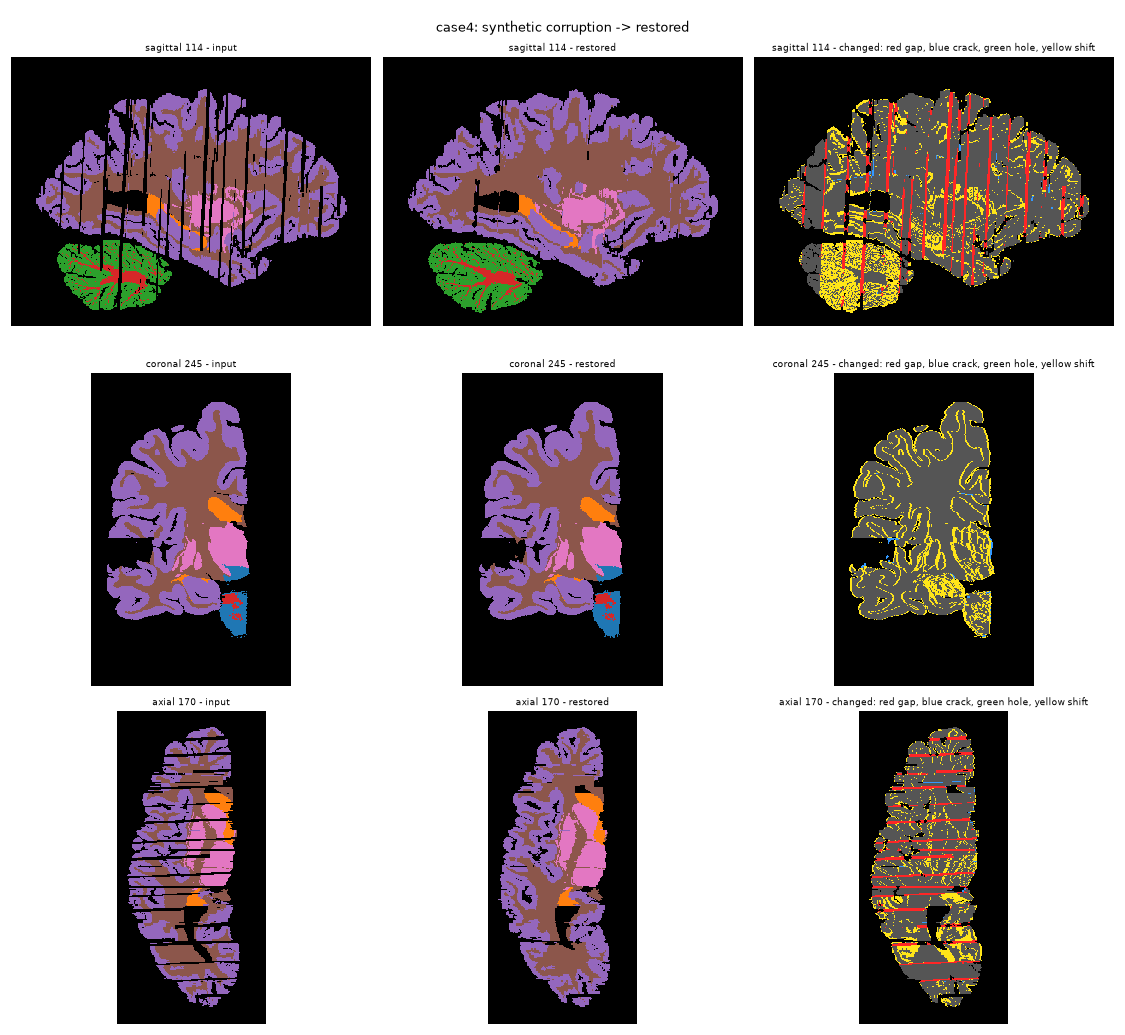 case4: synthetic corruption -> restored
sagittal 114 - input
sagittal 114 - restored
sagittal 114 - changed: red gap, blue crack, green hole, yellow shift
coronal 245 - input
coronal 245 - restored
coronal 245 - changed: red gap, blue crack, green hole, yellow shift
axial 170 - input
axial 170 - restored
axial 170 - changed: red gap, blue crack, green hole, yellow shift